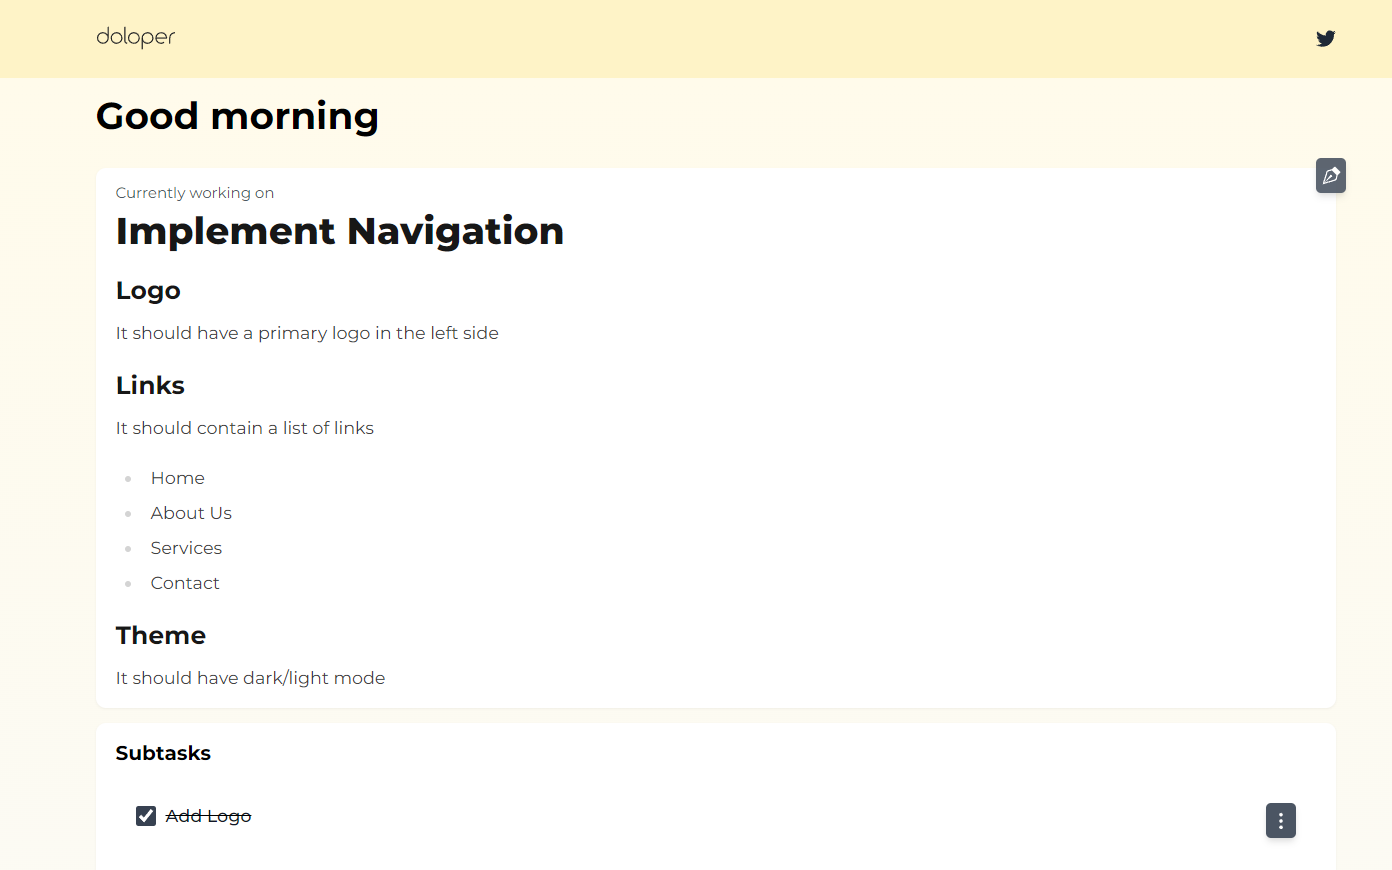 doloper
Good morning
Currently working on
Implement Navigation
Logo
It should have a primary logo in the left side
Links
It should contain a list of links
Home
About Us
Services
Contact
Theme
It should have dark/light mode
Subtasks
Add Logo